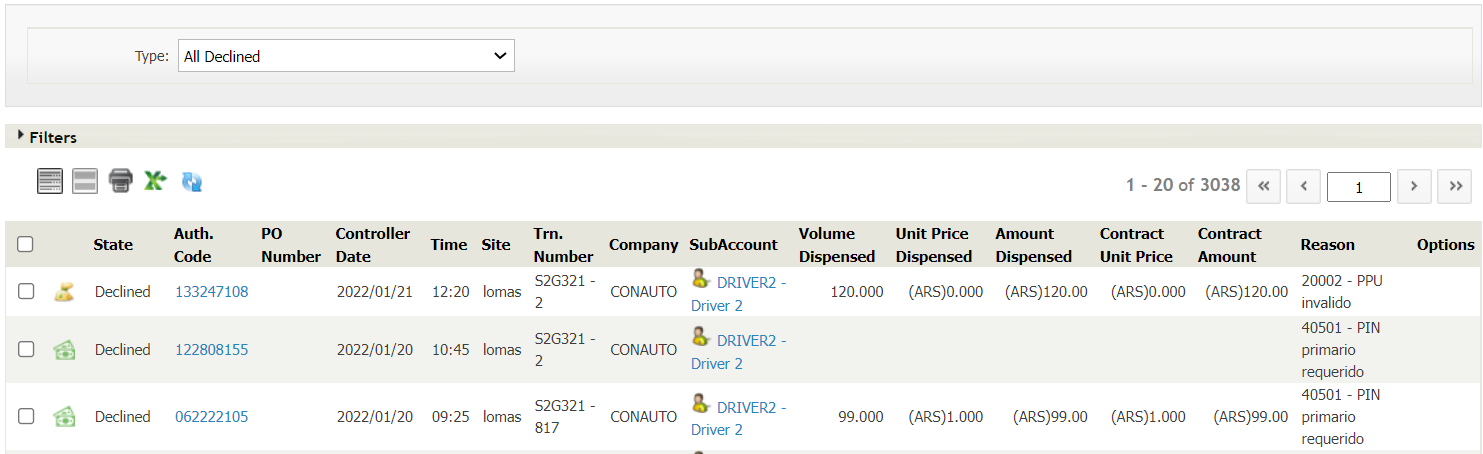 Type: All Declined
Filters
1 - 20 of 3038 « ‹ 1 › »
State Auth. Code PO Number Controller Date Time Site Trn. Number Company SubAccount Volume Dispensed Unit Price Dispensed Amount Dispensed Contract Unit Price Contract Amount Reason Options
Declined 133247108 2022/01/21 12:20 lomas S2G321 - 2 CONAUTO DRIVER2 - Driver 2 120.000 (ARS)0.000 (ARS)120.00 (ARS)0.000 (ARS)120.00 20002 - PPU invalido
Declined 122808155 2022/01/20 10:45 lomas S2G321 - 2 CONAUTO DRIVER2 - Driver 2 40501 - PIN primario requerido
Declined 062222105 2022/01/20 09:25 lomas S2G321 - 817 CONAUTO DRIVER2 - Driver 2 99.000 (ARS)1.000 (ARS)99.00 (ARS)1.000 (ARS)99.00 40501 - PIN primario requerido